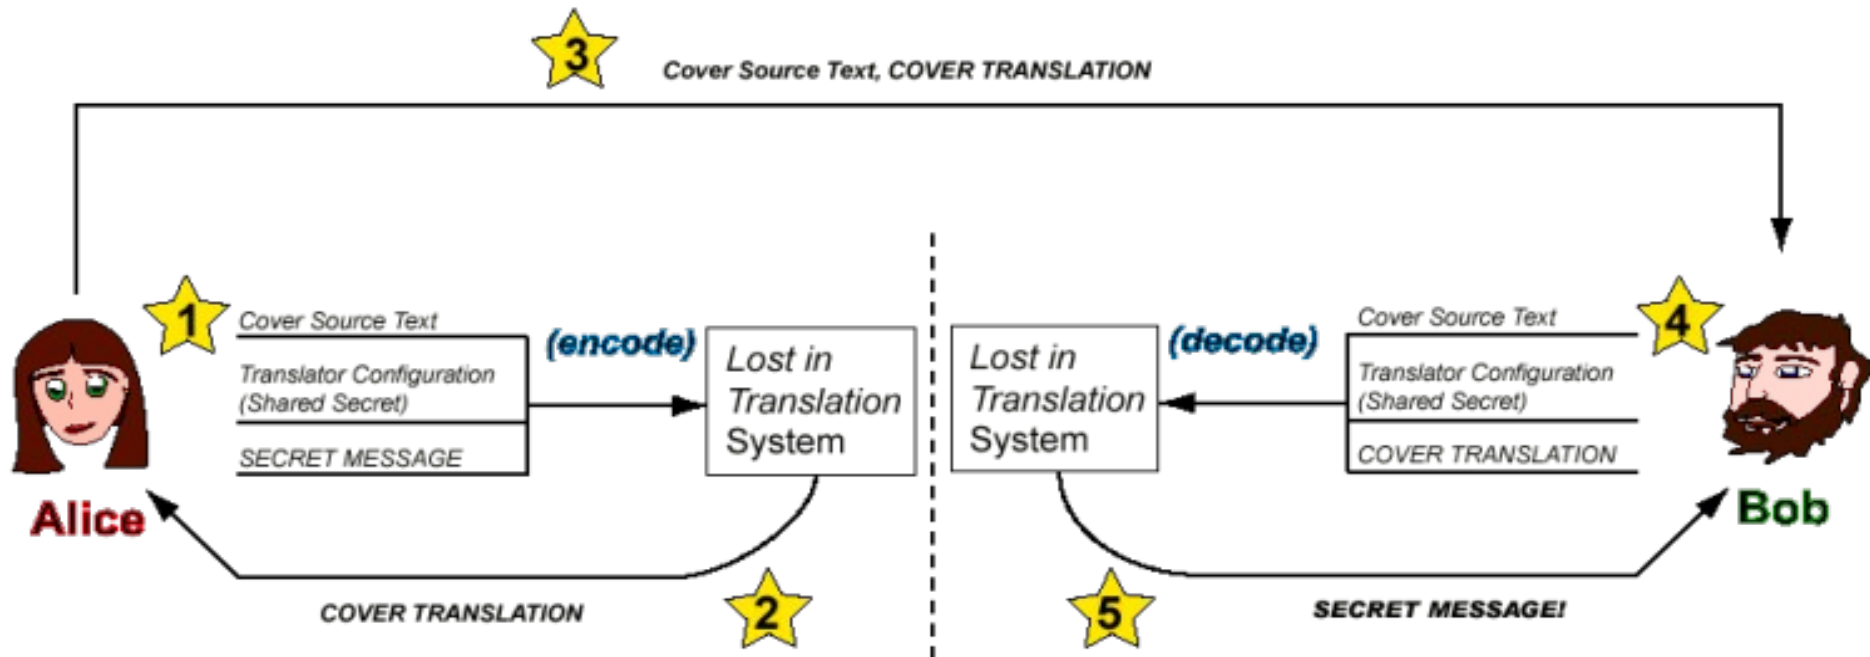 3
Cover Source Text, COVER TRANSLATION
1
Cover Source Text
Translator Configuration
(Shared Secret)
SECRET MESSAGE
(encode)
Lost in
Translation
System
Alice
2
COVER TRANSLATION
Lost in
Translation
System
(decode)
4
Cover Source Text
Translator Configuration
(Shared Secret)
COVER TRANSLATION
Bob
5
SECRET MESSAGE!